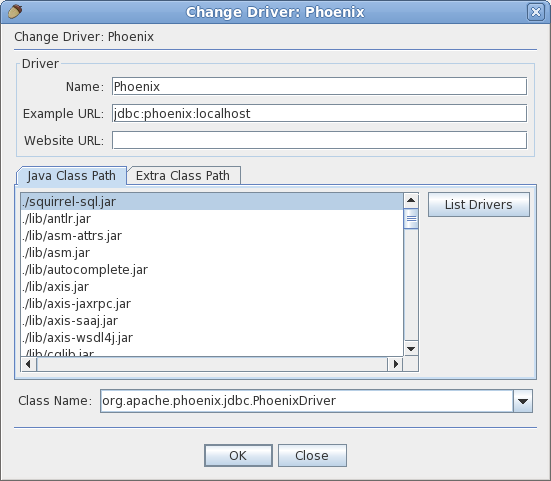 Change Driver: Phoenix
Change Driver: Phoenix
Driver
Name: Phoenix
Example URL: jdbc:phoenix:localhost
Website URL:
Java Class Path Extra Class Path
./squirrel-sql.jar List Drivers
./lib/antlr.jar
./lib/asm-attrs.jar
./lib/asm.jar
./lib/autocomplete.jar
./lib/axis.jar
./lib/axis-jaxrpc.jar
./lib/axis-saaj.jar
./lib/axis-wsdl4j.jar
./lib/cglib.jar
Class Name: org.apache.phoenix.jdbc.PhoenixDriver
OK Close